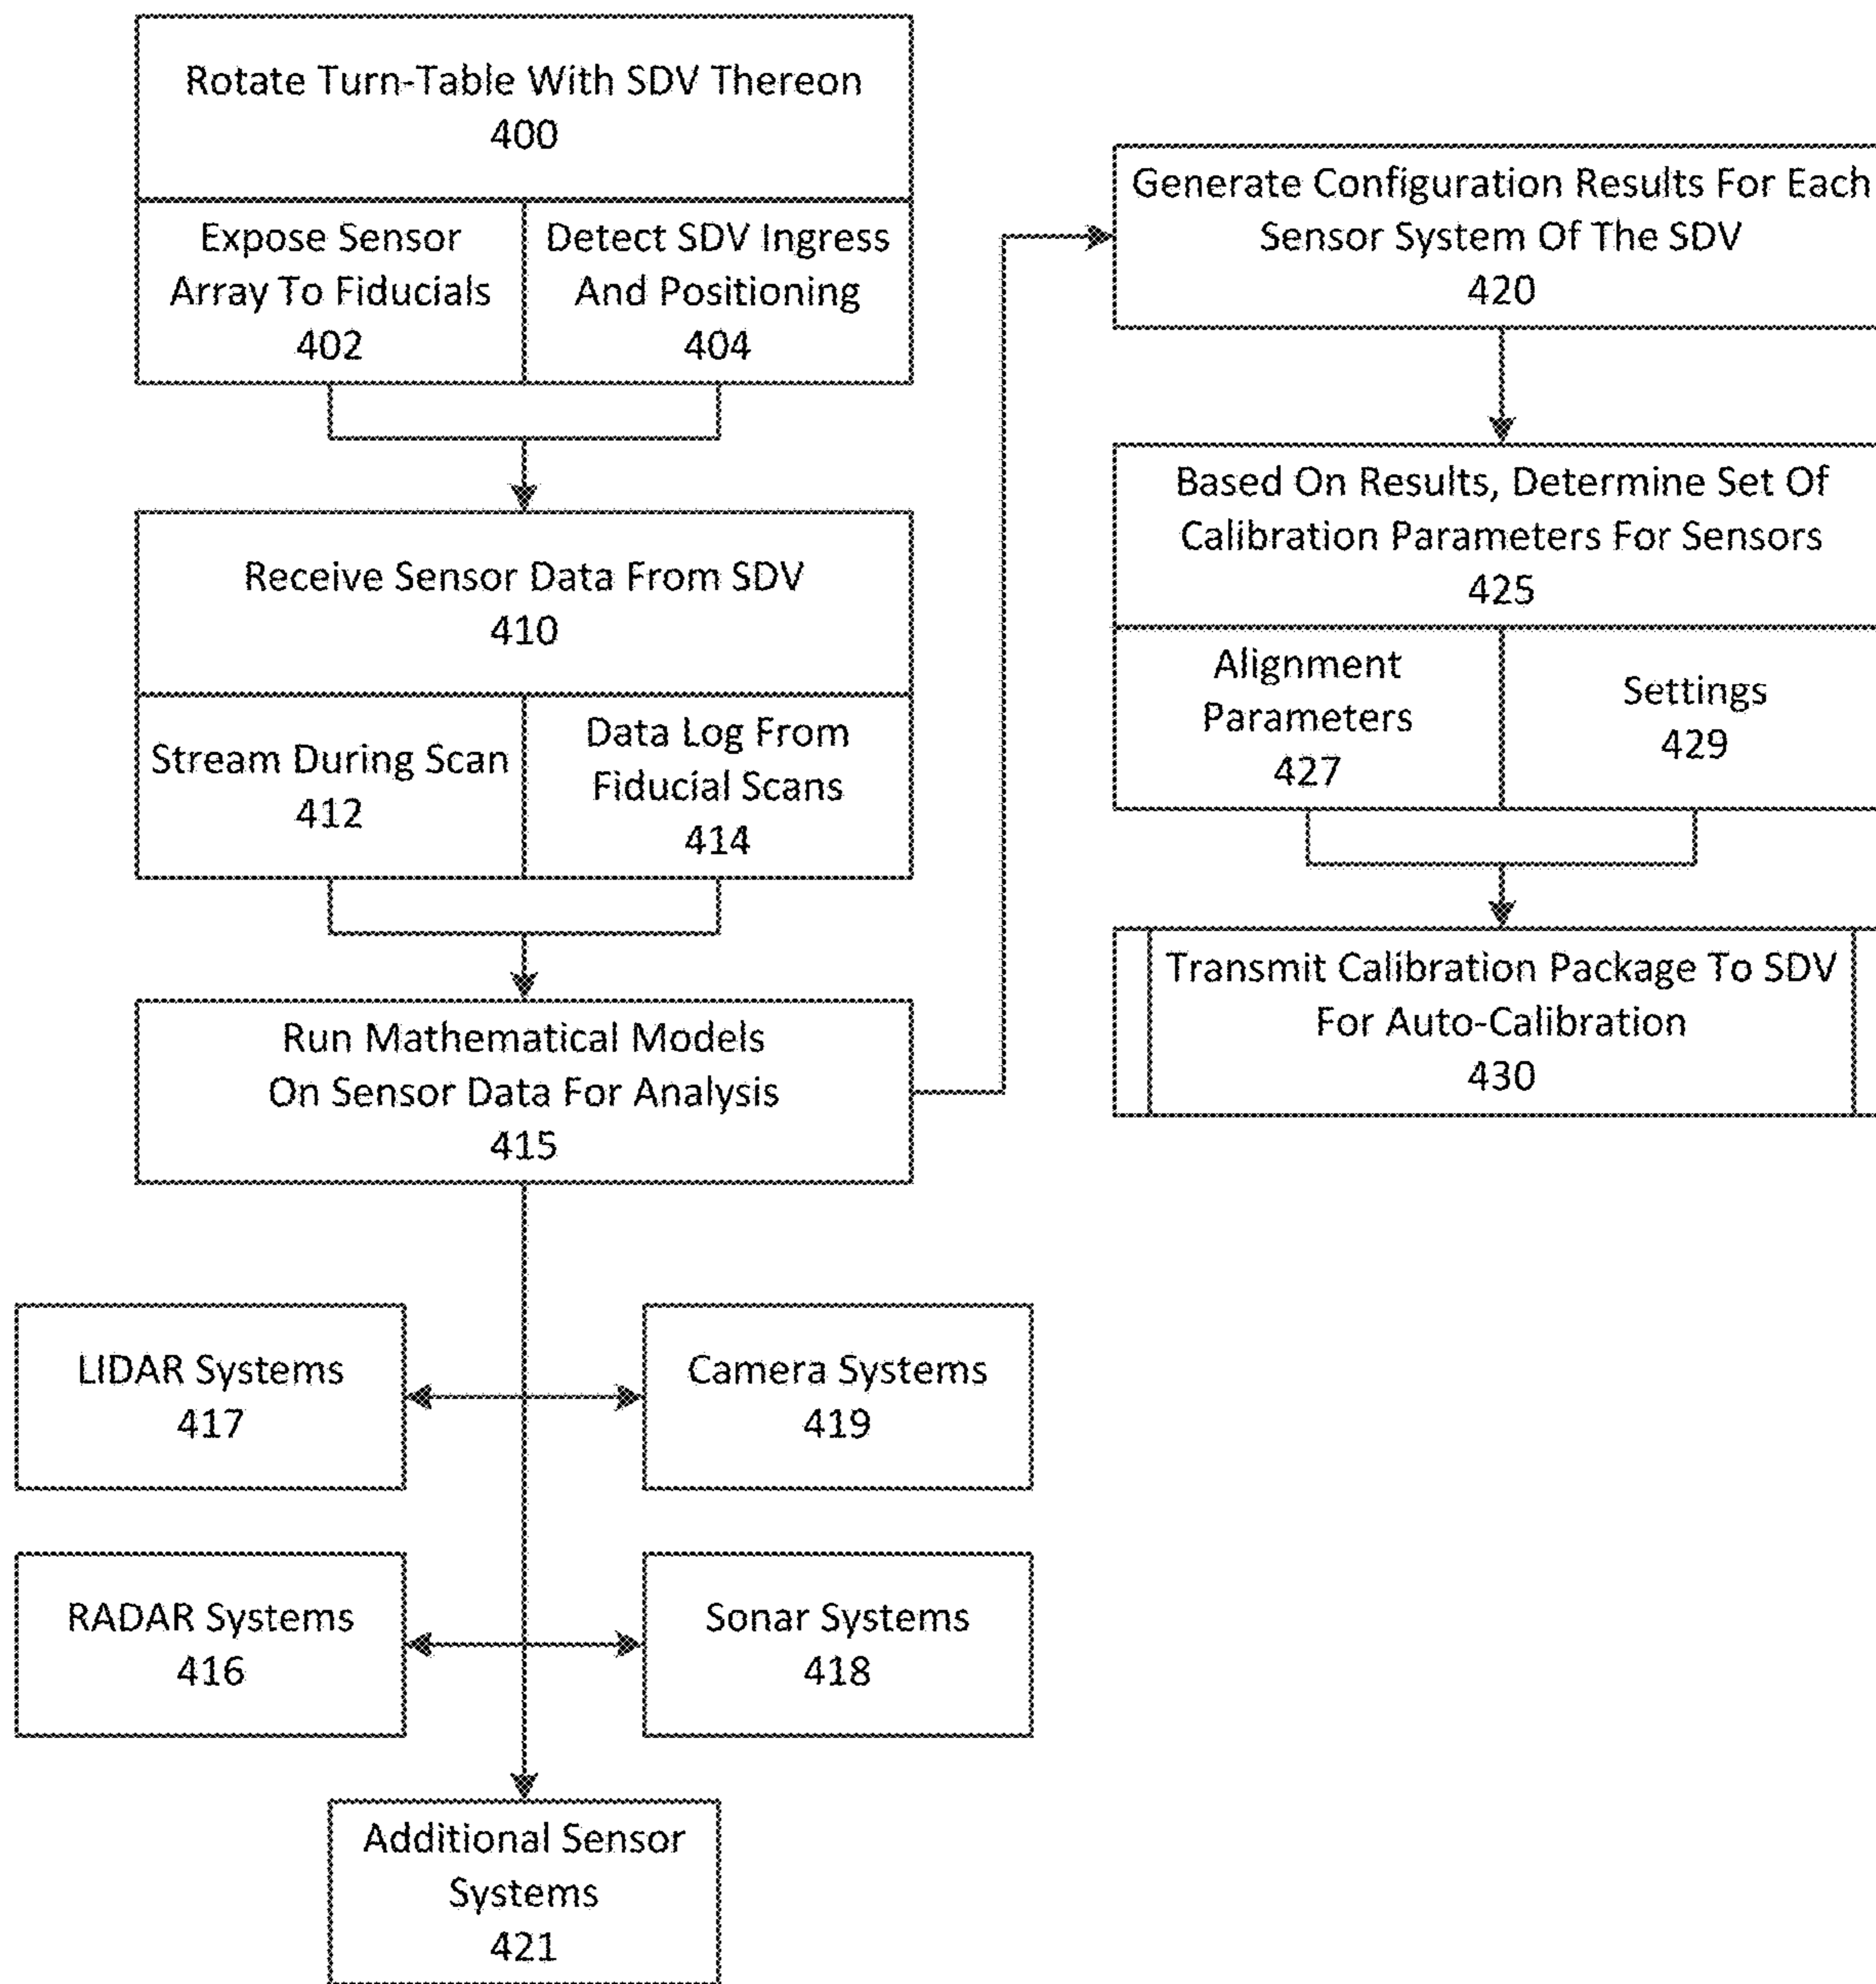 Rotate Turn-Table With SDV Thereon
400
Expose Sensor
Array To Fiducials
402
Detect SDV Ingress
And Positioning
404
Receive Sensor Data From SDV
410
Stream During Scan
412
Data Log From
Fiducial Scans
414
Run Mathematical Models
On Sensor Data For Analysis
415
LIDAR Systems
417
Camera Systems
419
RADAR Systems
416
Sonar Systems
418
Additional Sensor
Systems
421
Generate Configuration Results For Each
Sensor System Of The SDV
420
Based On Results, Determine Set Of
Calibration Parameters For Sensors
425
Alignment
Parameters
427
Settings
429
Transmit Calibration Package To SDV
For Auto-Calibration
430